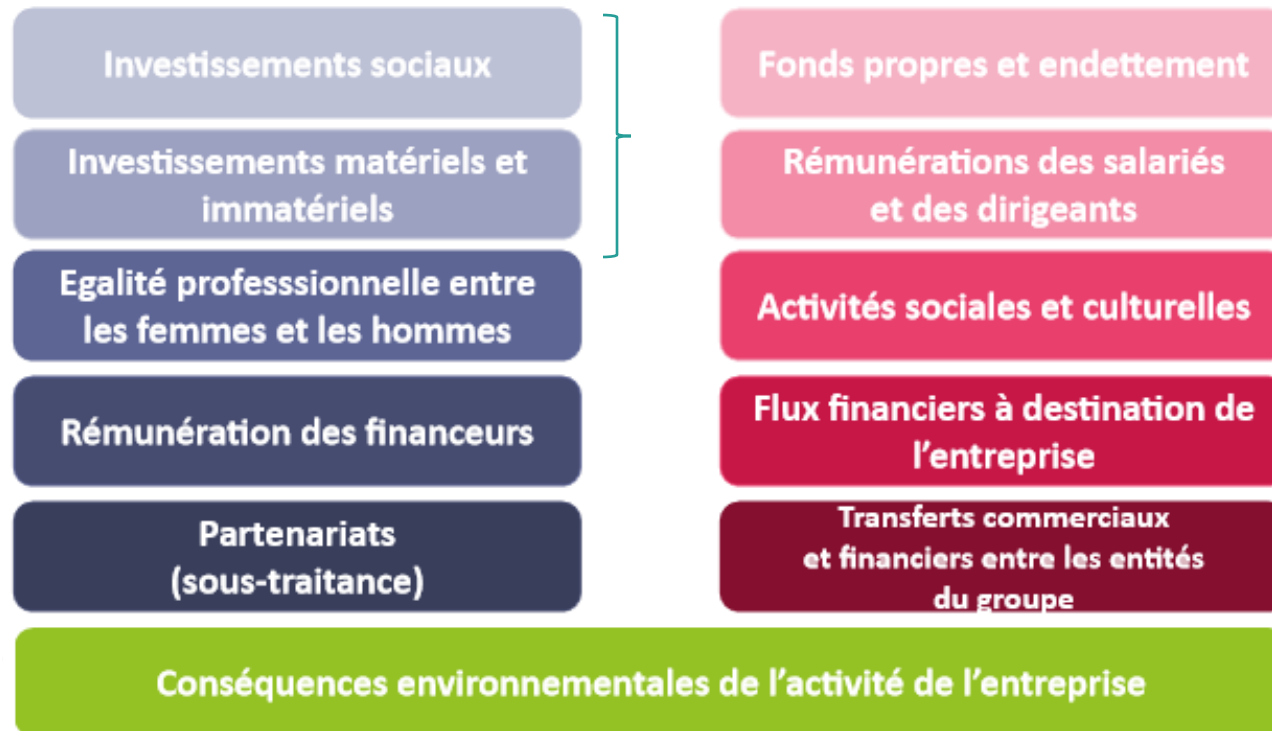 Investissements sociaux
Investissements matériels et
immatériels
Egalité professsionnelle entre
les femmes et les hommes
Rémunération des financeurs
Partenariats
(sous-traitance)
Fonds propres et endettement
Rémunérations des salariés
et des dirigeants
Activités sociales et culturelles
Flux financiers à destination de
l'entreprise
Transferts commerciaux
et financiers entre les entités
du groupe
Conséquences environnementales de l'activité de l'entreprise